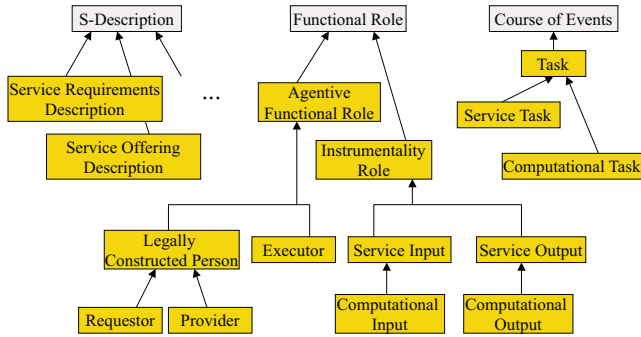 S-Description
Functional Role
Course of Events
Task
Service Requirements
Description
...
Agentive
Functional Role
Service Task
Service Offering
Description
Instrumentality
Role
Computational Task
Legally
Constructed Person
Executor
Service Input
Service Output
Requestor
Provider
Computational
Input
Computational
Output